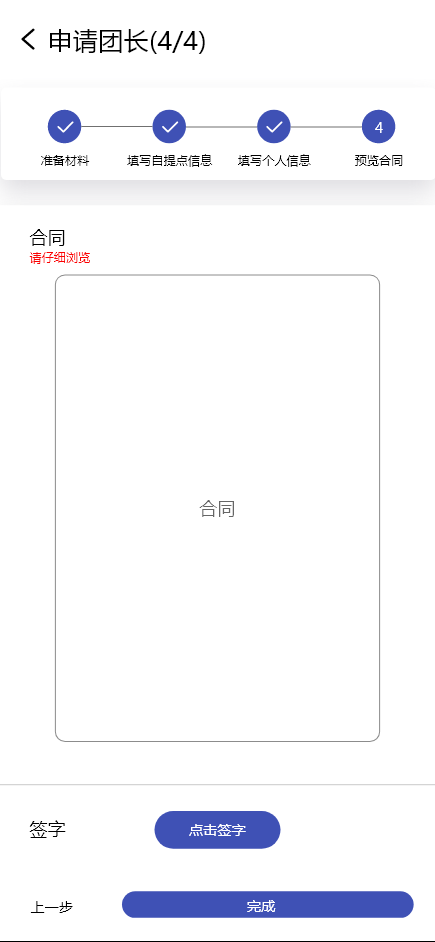 申请团长(4/4)
4
准备材料 填写自提点信息 填写个人信息 预览合同
合同
请仔细浏览
合同
签字 点击签字
上一步 完成